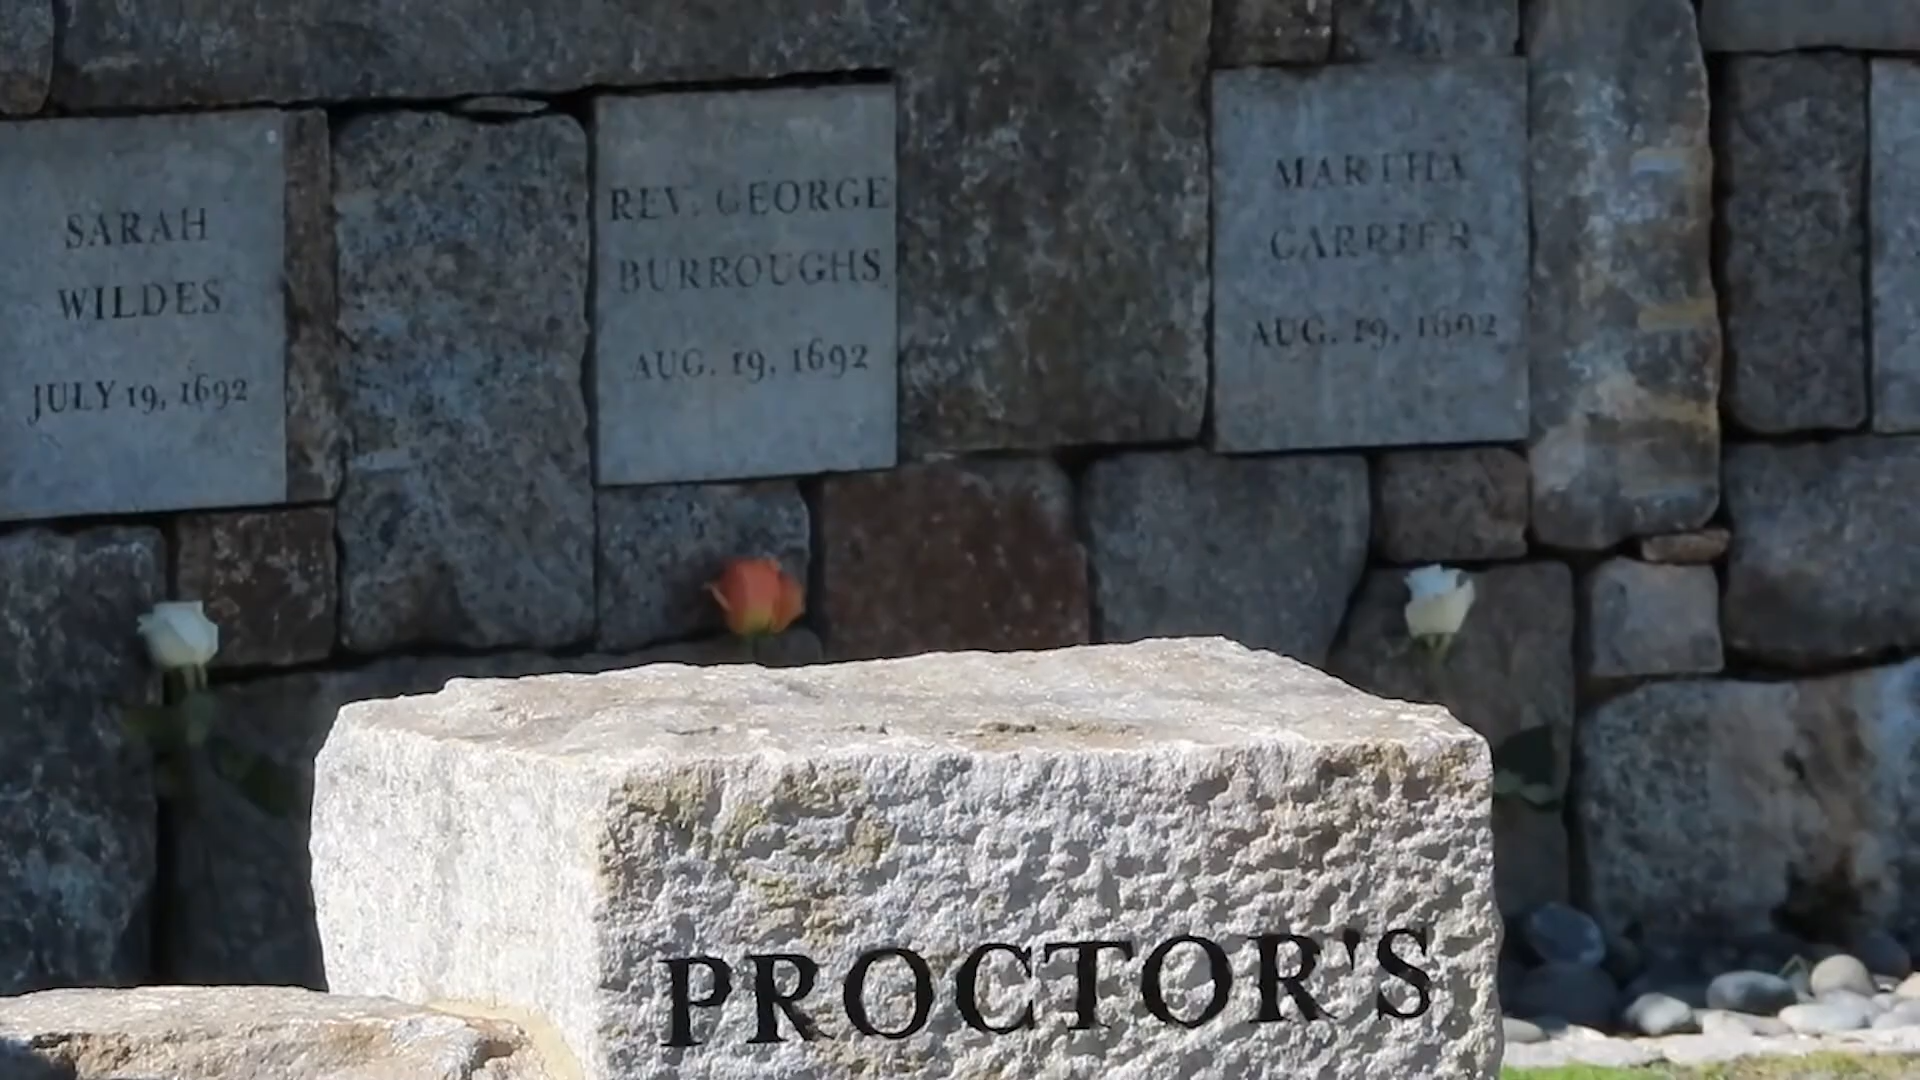 SARAH
WILDES
JULY 19, 1692
REV. GEORGE
BURROUGHS
AUG. 19, 1692
MARTHA
CARRIER
AUG. 19, 1692
PROCTOR'S